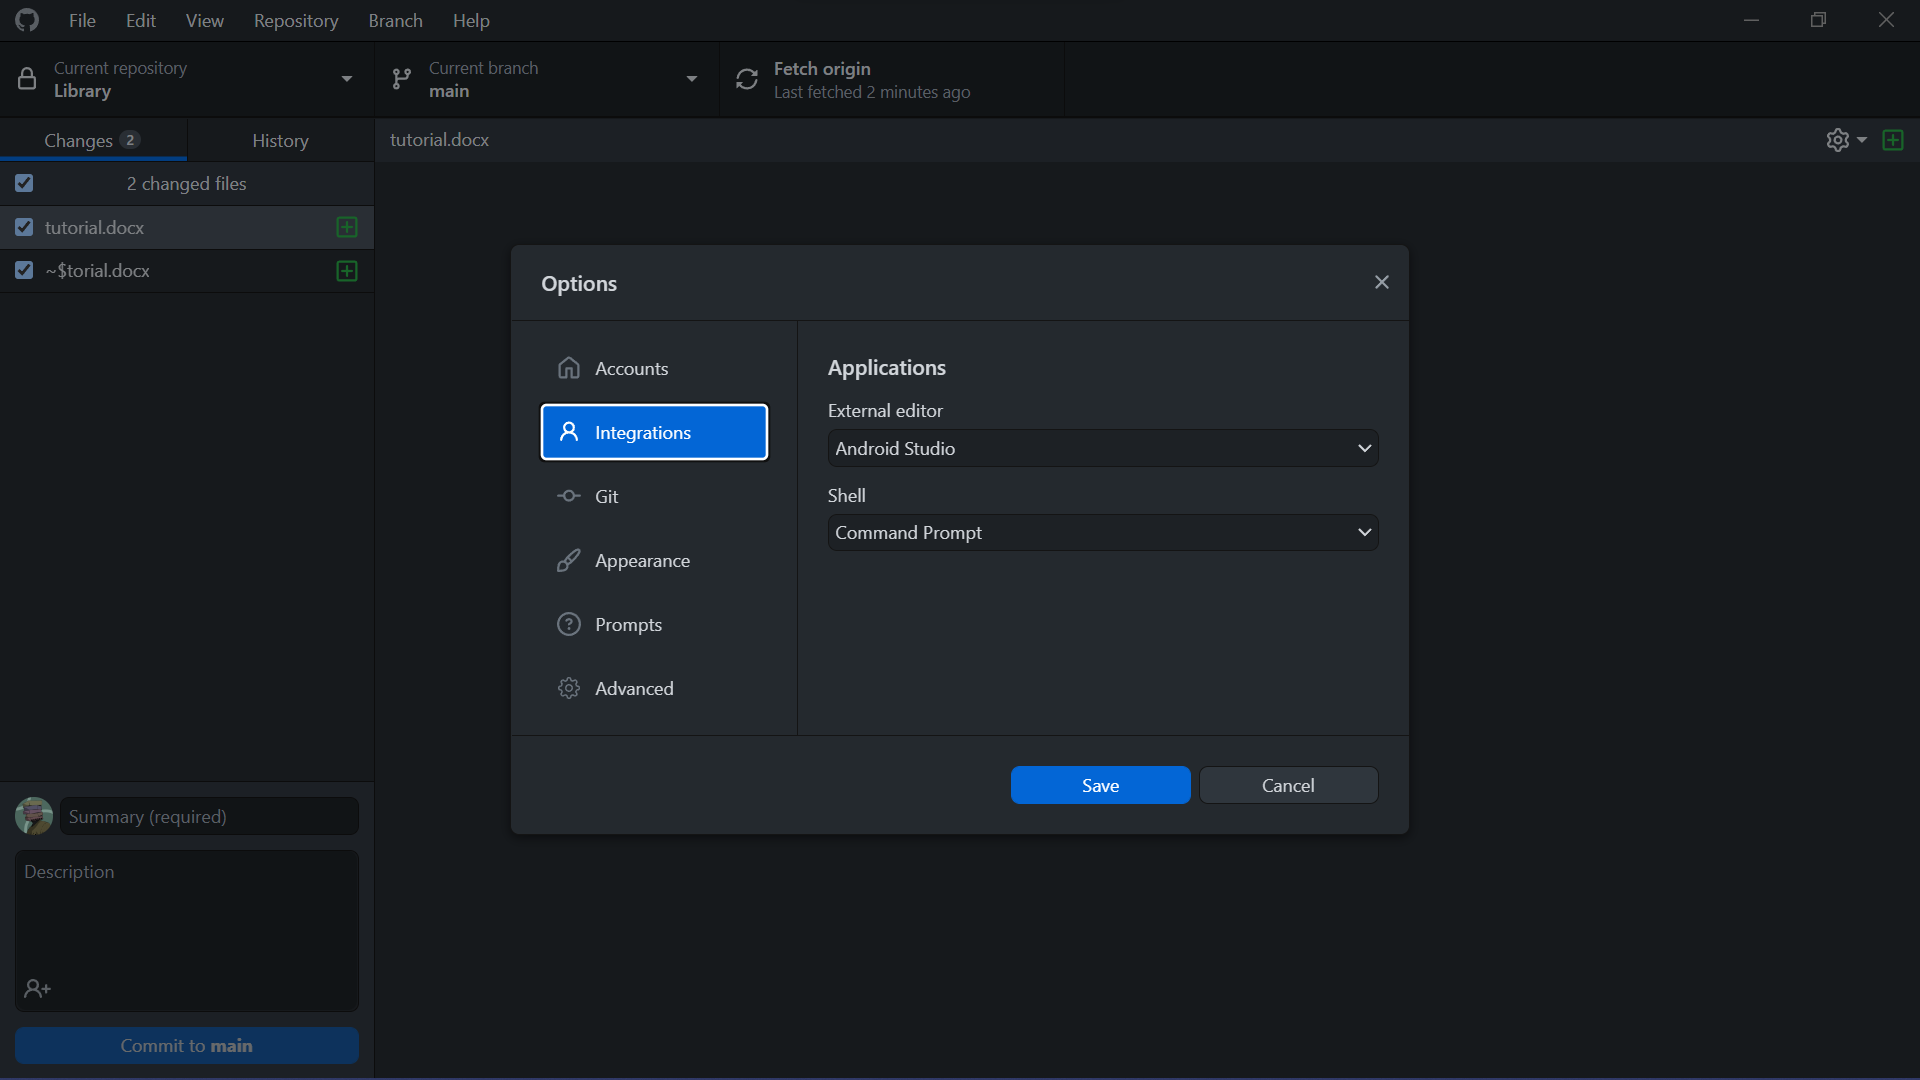 File Edit View Repository Branch Help
Current repository
Library
Current branch
main
Fetch origin
Last fetched 2 minutes ago
Changes 2
History
tutorial.docx
2 changed files
tutorial.docx
~$torial.docx
Options
Accounts
Integrations
Git
Appearance
Prompts
Advanced
Applications
External editor
Android Studio
Shell
Command Prompt
Save
Cancel
Summary (required)
Description
Commit to main